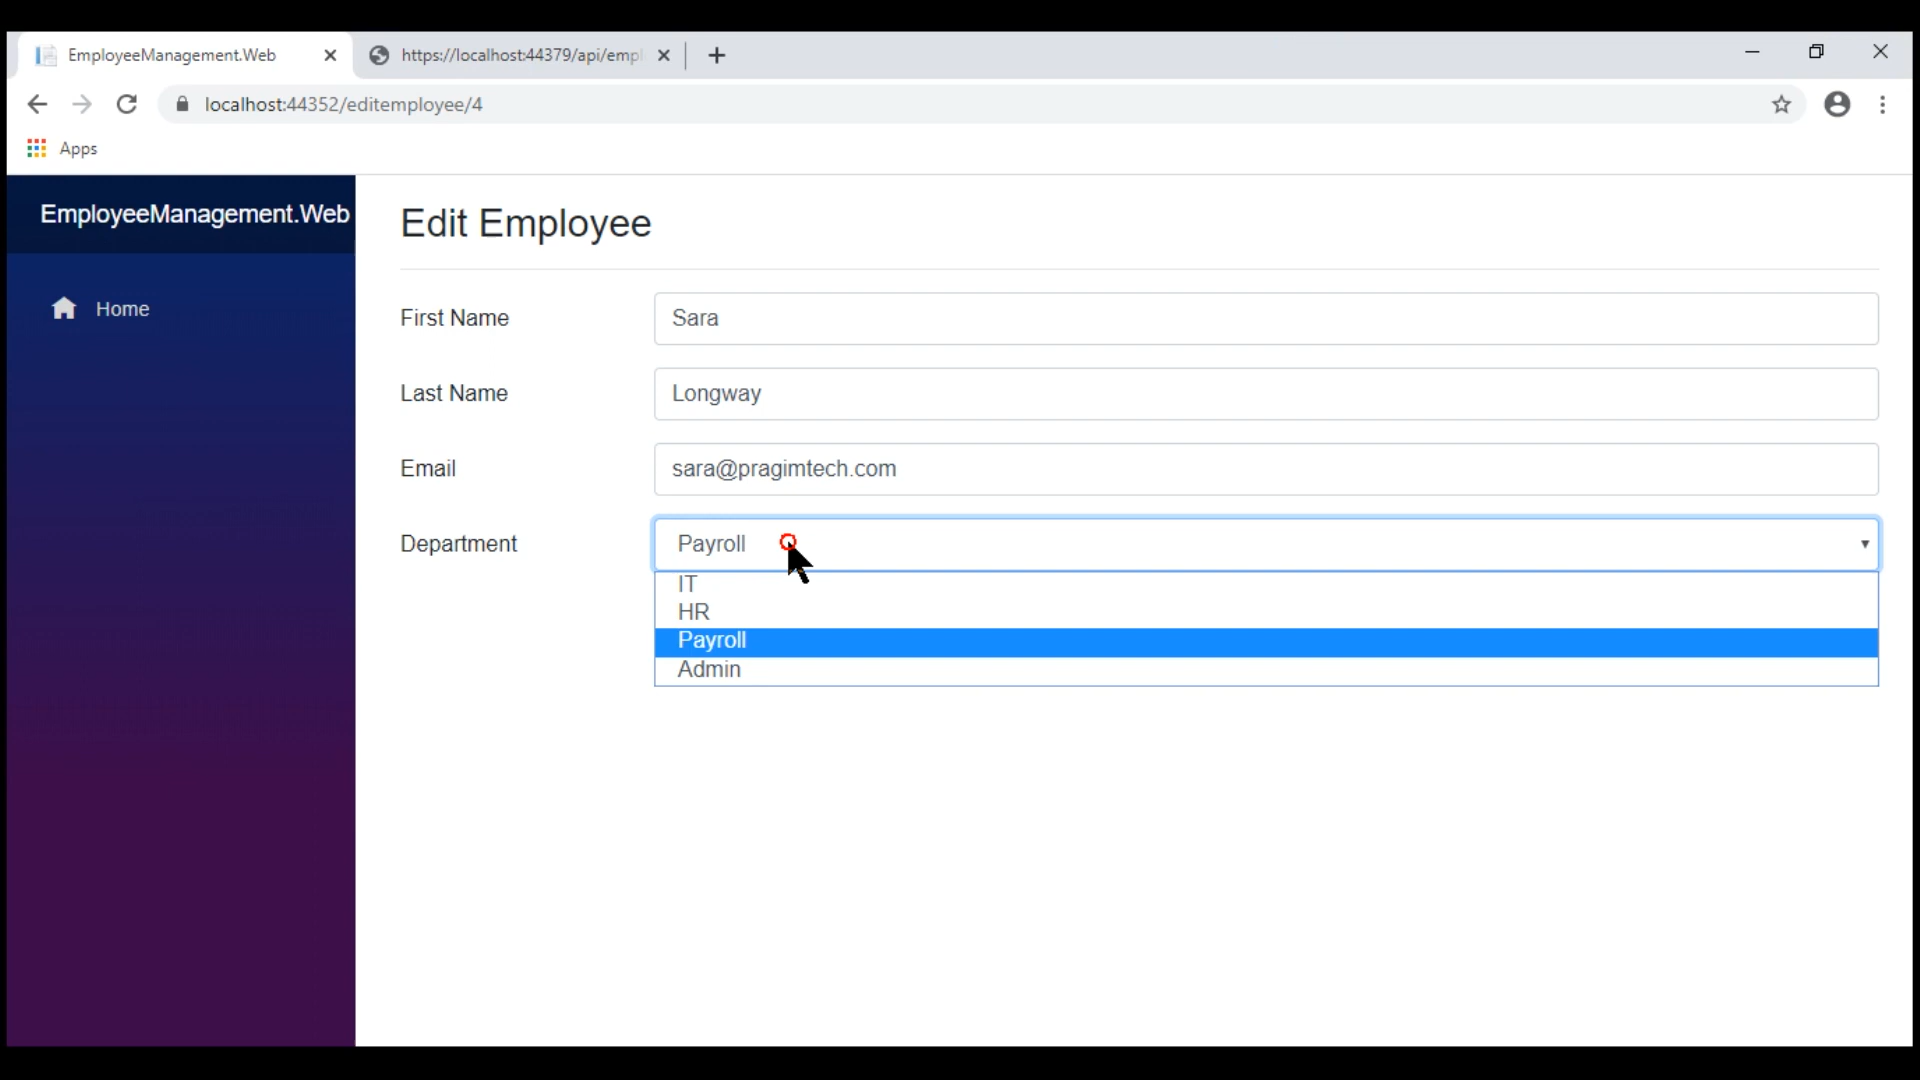 EmployeeManagement.Web
https://localhost:44379/api/empl
localhost:44352/editemployee/4
Apps
EmployeeManagement.Web
Home
Edit Employee
First Name
Sara
Last Name
Longway
Email
sara@pragimtech.com
Department
Payroll
IT
HR
Payroll
Admin